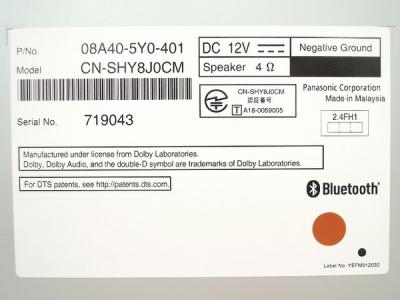 P/No. 08A40-5Y0-401
Model CN-SHY8J0CM
Serial No. 719043
DC 12V
Negative Ground
Speaker 4 Ω
CN-SHY8J0CM
認証番号
T A18-0059005
Panasonic Corporation
Made in Malaysia
2.4FH1
Manufactured under license from Dolby Laboratories.
Dolby, Dolby Audio, and the double-D symbol are trademarks of Dolby Laboratories.
For DTS patents, see http://patents.dts.com.
Bluetooth®
Label No. YEFM912032